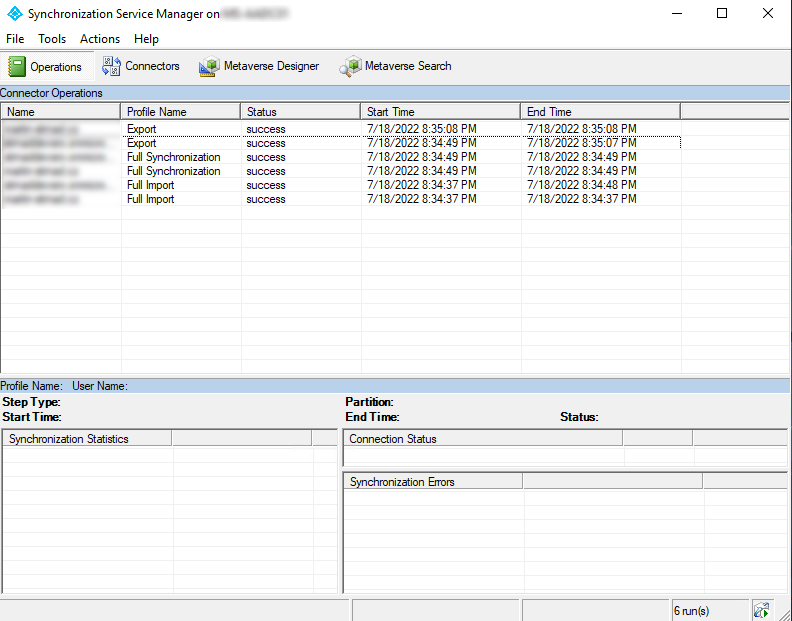 Synchronization Service Manager on
File Tools Actions Help
Operations Connectors Metaverse Designer Metaverse Search
Connector Operations
Name Profile Name Status Start Time End Time
Export success 7/18/2022 8:35:08 PM 7/18/2022 8:35:08 PM
Export success 7/18/2022 8:34:49 PM 7/18/2022 8:35:07 PM
Full Synchronization success 7/18/2022 8:34:49 PM 7/18/2022 8:34:49 PM
Full Synchronization success 7/18/2022 8:34:49 PM 7/18/2022 8:34:49 PM
Full Import success 7/18/2022 8:34:37 PM 7/18/2022 8:34:48 PM
Full Import success 7/18/2022 8:34:37 PM 7/18/2022 8:34:37 PM
Profile Name: User Name:
Step Type: Partition:
Start Time: End Time: Status:
Synchronization Statistics Connection Status
Synchronization Errors
6 run(s)